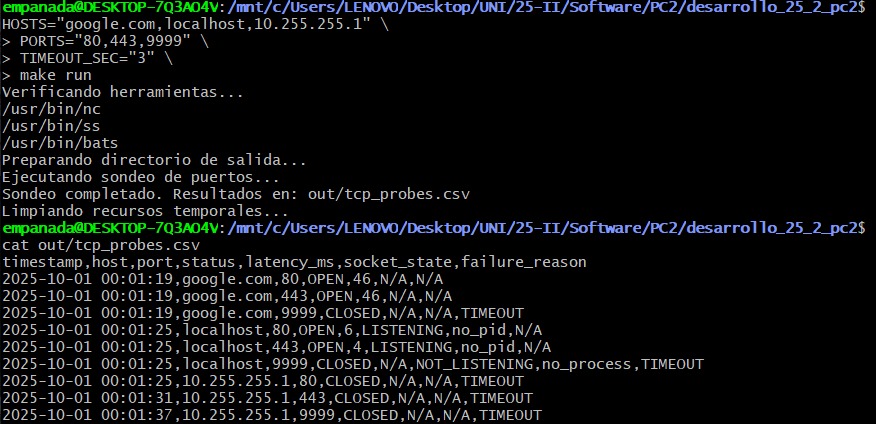 empanada@DESKTOP-7Q3AO4V:/mnt/c/Users/LENOVO/Desktop/UNI/25-II/Software/PC2/desarrollo_25_2_pc2$
HOSTS="google.com,localhost,10.255.255.1" \
> PORTS="80,443,9999" \
> TIMEOUT_SEC="3" \
> make run
Verificando herramientas...
/usr/bin/nc
/usr/bin/ss
/usr/bin/bats
Preparando directorio de salida...
Ejecutando sondeo de puertos...
Sondeo completado. Resultados en: out/tcp_probes.csv
Limpiando recursos temporales...
empanada@DESKTOP-7Q3AO4V:/mnt/c/Users/LENOVO/Desktop/UNI/25-II/Software/PC2/desarrollo_25_2_pc2$
cat out/tcp_probes.csv
timestamp,host,port,status,latency_ms,socket_state,failure_reason
2025-10-01 00:01:19,google.com,80,OPEN,46,N/A,N/A
2025-10-01 00:01:19,google.com,443,OPEN,46,N/A,N/A
2025-10-01 00:01:19,google.com,9999,CLOSED,N/A,N/A,TIMEOUT
2025-10-01 00:01:25,localhost,80,OPEN,6,LISTENING,no_pid,N/A
2025-10-01 00:01:25,localhost,443,OPEN,4,LISTENING,no_pid,N/A
2025-10-01 00:01:25,localhost,9999,CLOSED,N/A,NOT_LISTENING,no_process,TIMEOUT
2025-10-01 00:01:25,10.255.255.1,80,CLOSED,N/A,N/A,TIMEOUT
2025-10-01 00:01:31,10.255.255.1,443,CLOSED,N/A,N/A,TIMEOUT
2025-10-01 00:01:37,10.255.255.1,9999,CLOSED,N/A,N/A,TIMEOUT